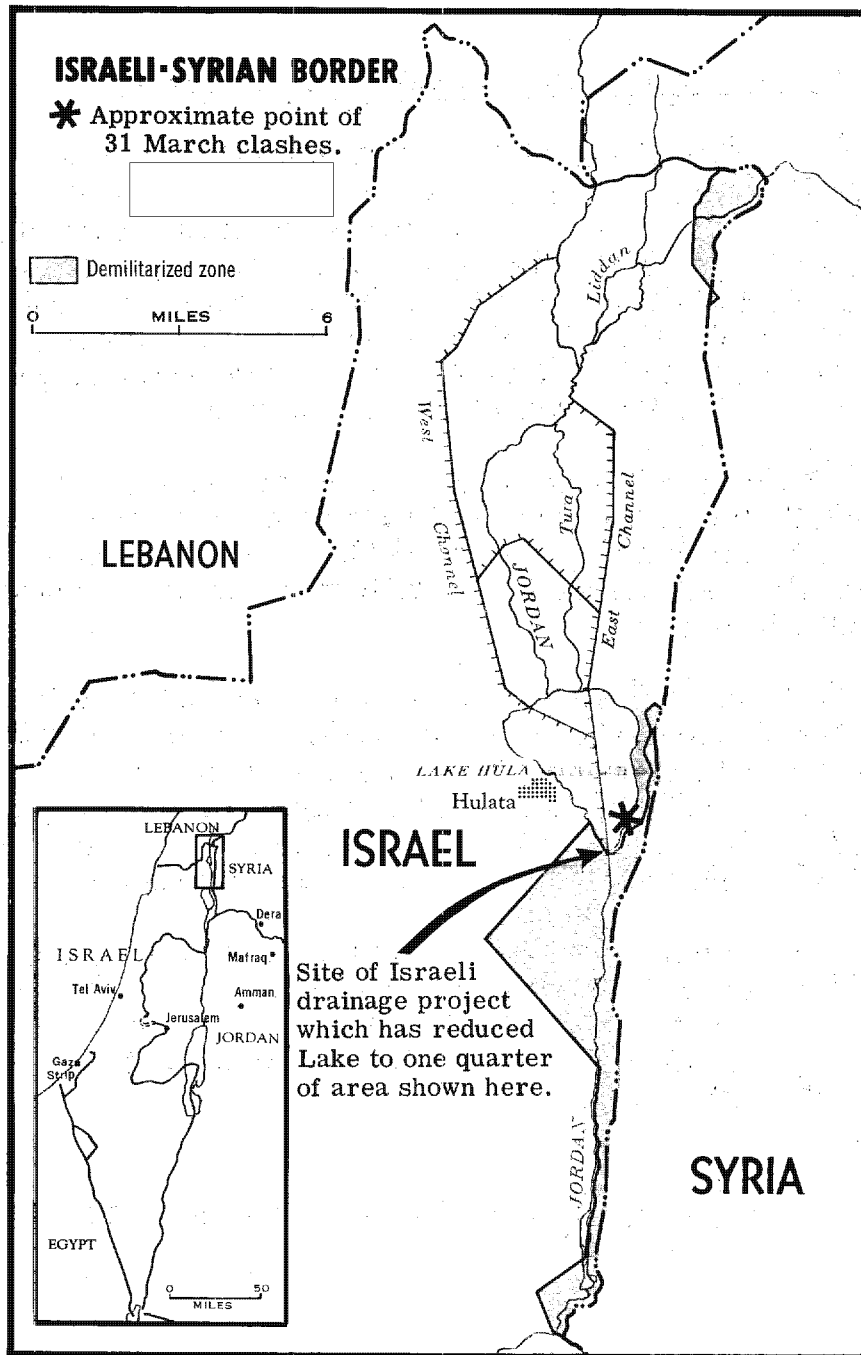 ISRAELI-SYRIAN BORDER
Approximate point of
31 March clashes.
Demilitarized zone
0 MILES 6
Liddan
West
Channel
Tura
Channel
East
JORDAN
LEBANON
LAKE HULA
Hulata
ISRAEL
Site of Israeli
drainage project
which has reduced
Lake to one quarter
of area shown here.
JORDAN
SYRIA
LEBANON
SYRIA
Dera
ISRAEL
Mafraq
Tel Aviv
Amman
Jerusalem
JORDAN
Gaza
Strip
EGYPT
0 50
MILES